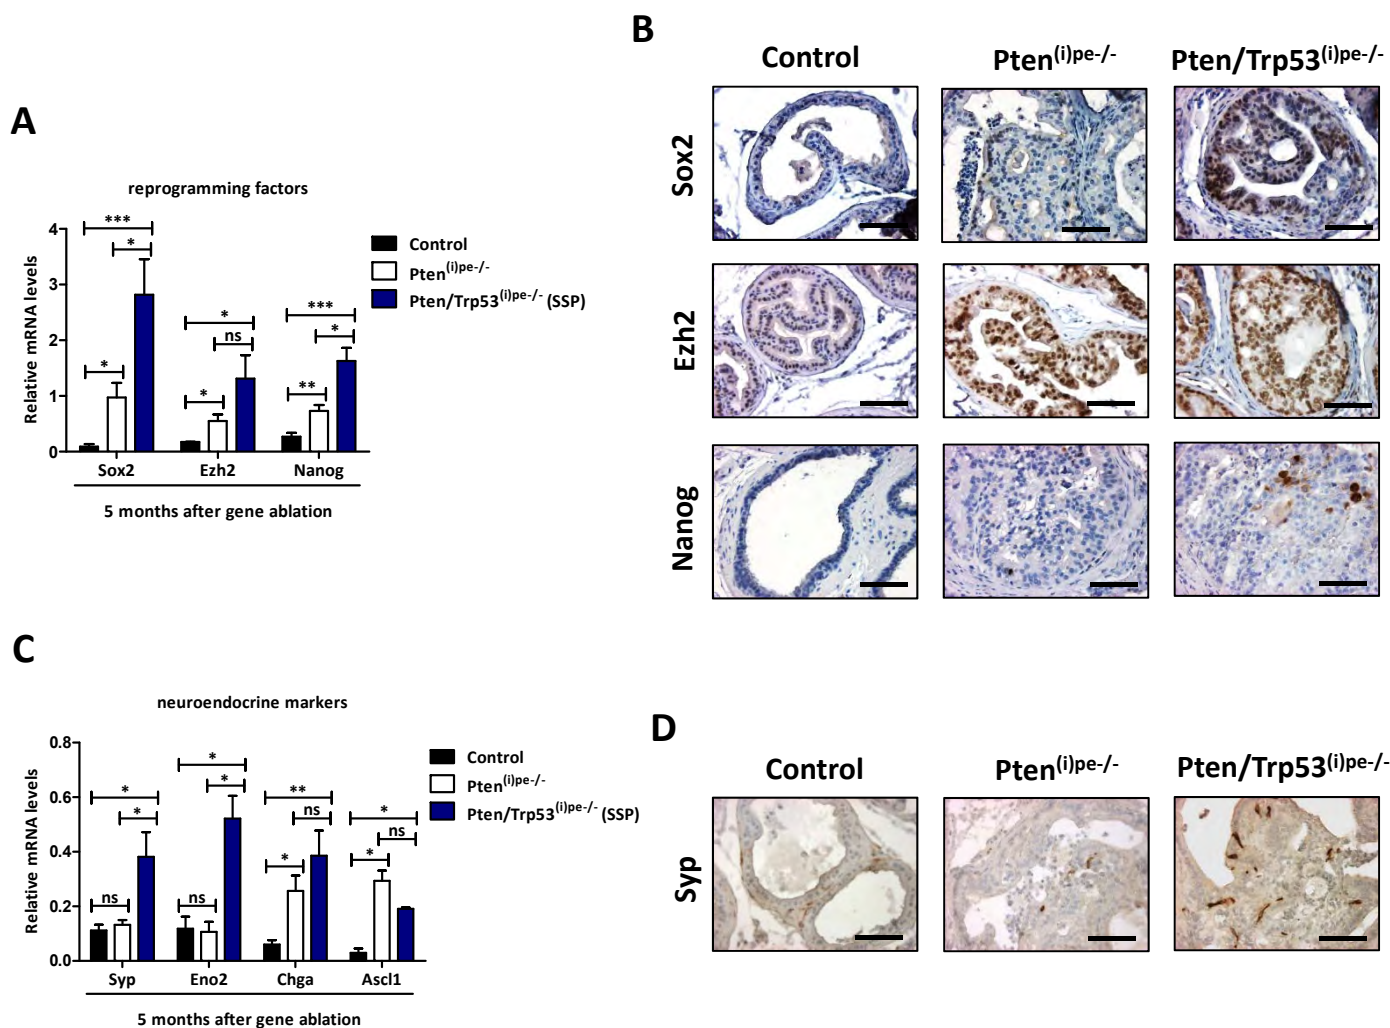 A
reprogramming factors
Relative mRNA levels
4
3
2
1
0
***
*
*
*
ns
*
***
*
**
Control
Pten(i)pe-/-
Pten/Trp53(i)pe-/- (SSP)
Sox2 Ezh2 Nanog
5 months after gene ablation
B
Control Pten(i)pe-/- Pten/Trp53(i)pe-/-
Sox2
Ezh2
Nanog
C
neuroendocrine markers
Relative mRNA levels
0.8
0.6
0.4
0.2
0.0
*
*
ns
*
*
ns
**
ns
*
*
ns
*
Control
Pten(i)pe-/-
Pten/Trp53(i)pe-/- (SSP)
Syp Eno2 Chga Ascl1
5 months after gene ablation
D
Control Pten(i)pe-/- Pten/Trp53(i)pe-/-
Syp